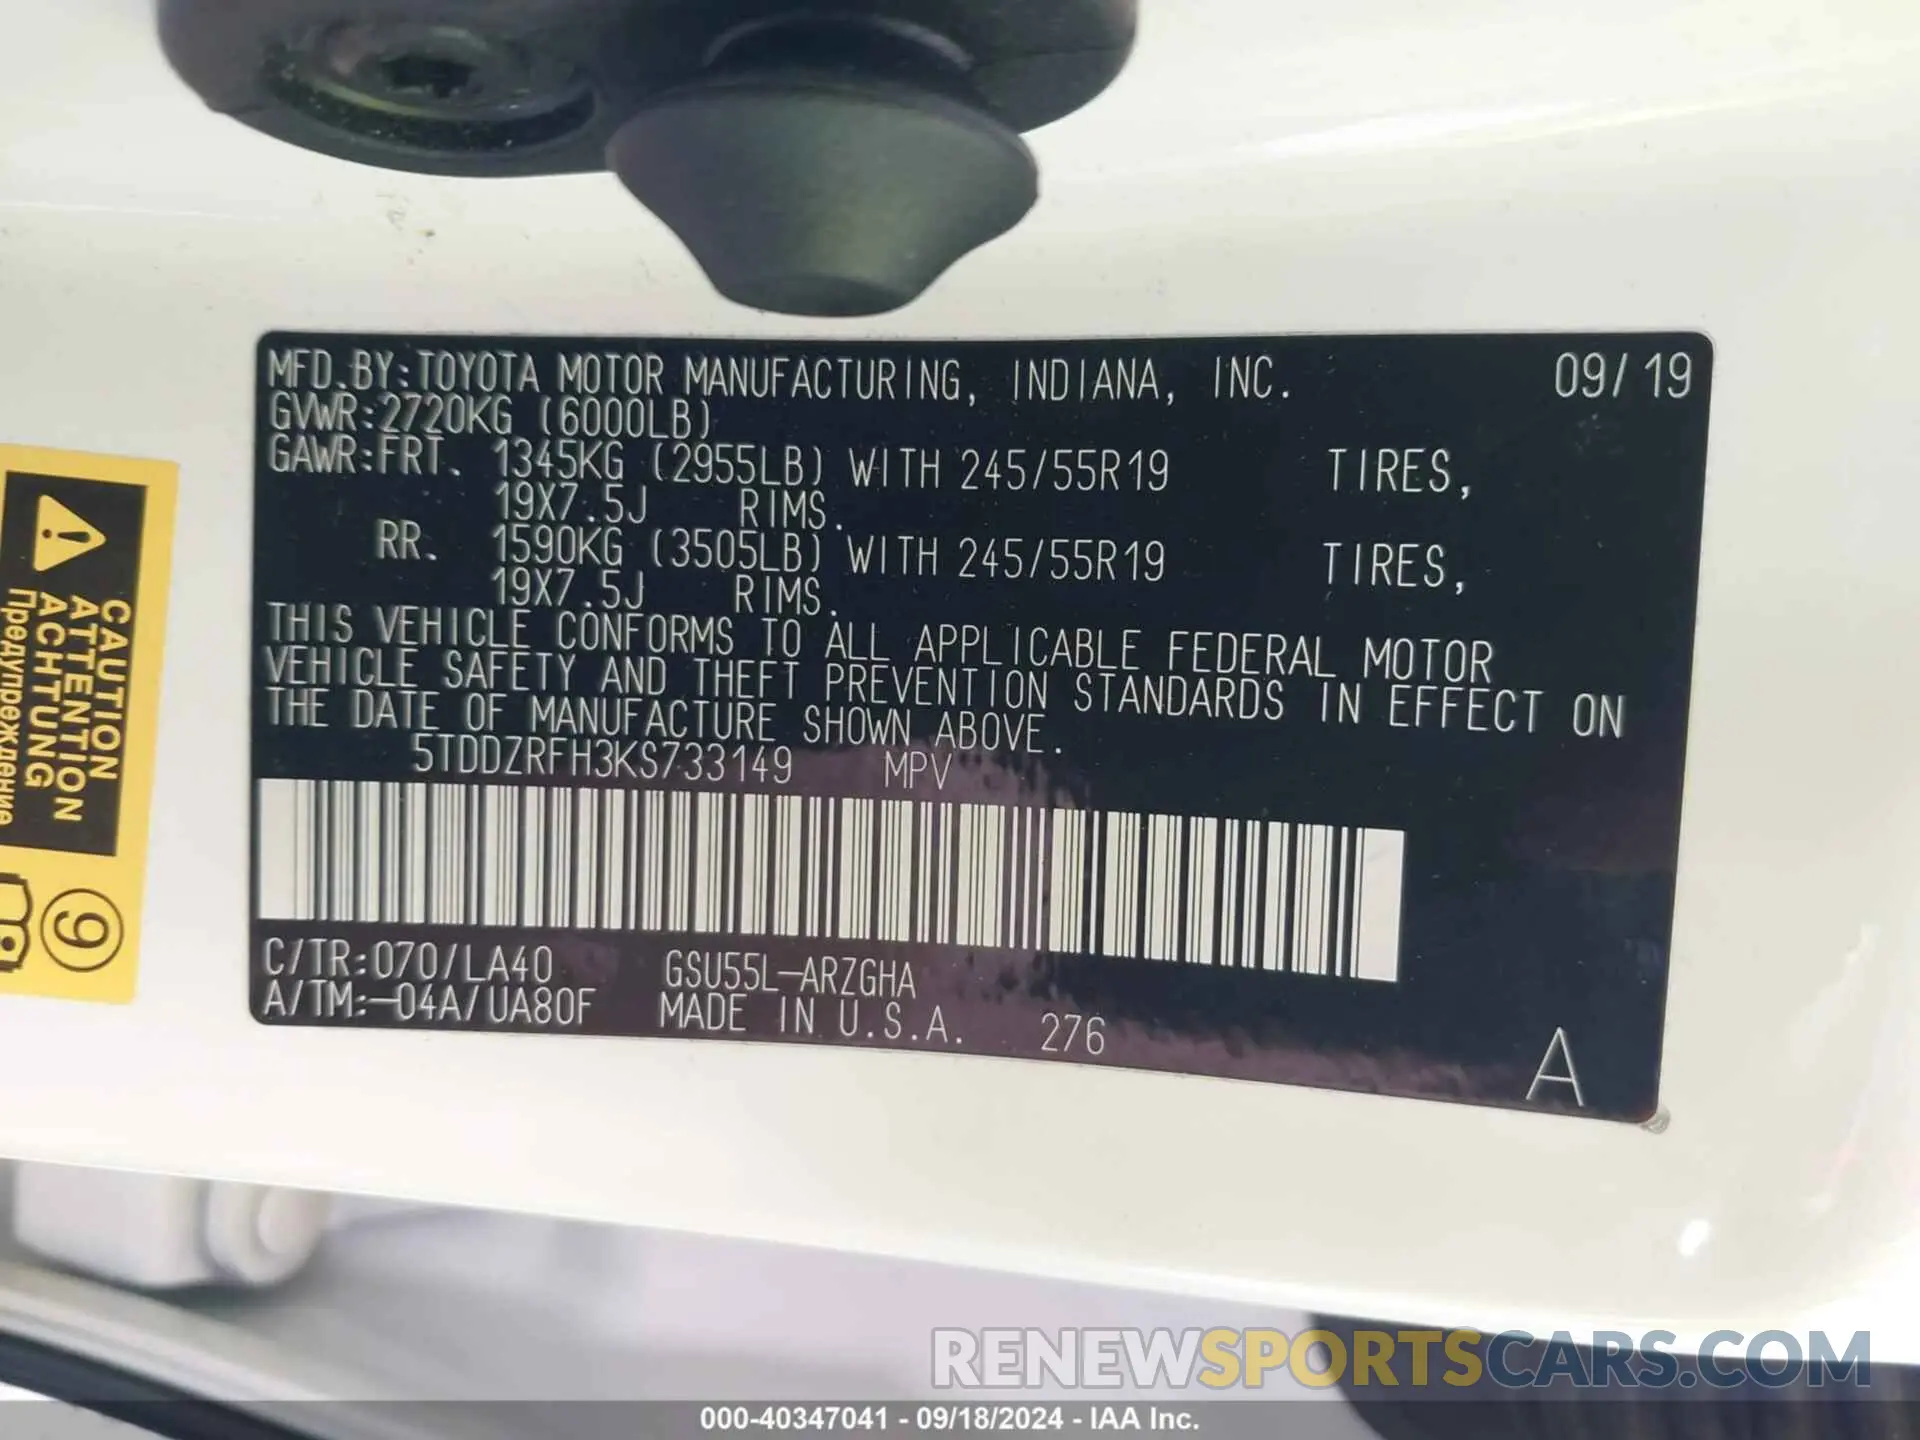 MFD.BY:TOYOTA MOTOR MANUFACTURING, INDIANA, INC. 09/19
GVWR:2720KG (6000LB)
GAWR:FRT. 1345KG (2955LB) WITH 245/55R19 TIRES,
19X7.5J RIMS.
RR. 1590KG (3505LB) WITH 245/55R19 TIRES,
19X7.5J RIMS.
THIS VEHICLE CONFORMS TO ALL APPLICABLE FEDERAL MOTOR
VEHICLE SAFETY AND THEFT PREVENTION STANDARDS IN EFFECT ON
THE DATE OF MANUFACTURE SHOWN ABOVE.
5TDDZRFH3KS733149 MPV
C/TR:070/LA40 GSU55L-ARZGHA
A/TM:-04A/UA80F MADE IN U.S.A. 276
A
CAUTION
ATTENTION
ACHTUNG
Предупреждение
9
RENEWSPORTSCARS.COM
000-40347041 - 09/18/2024 - IAA Inc.